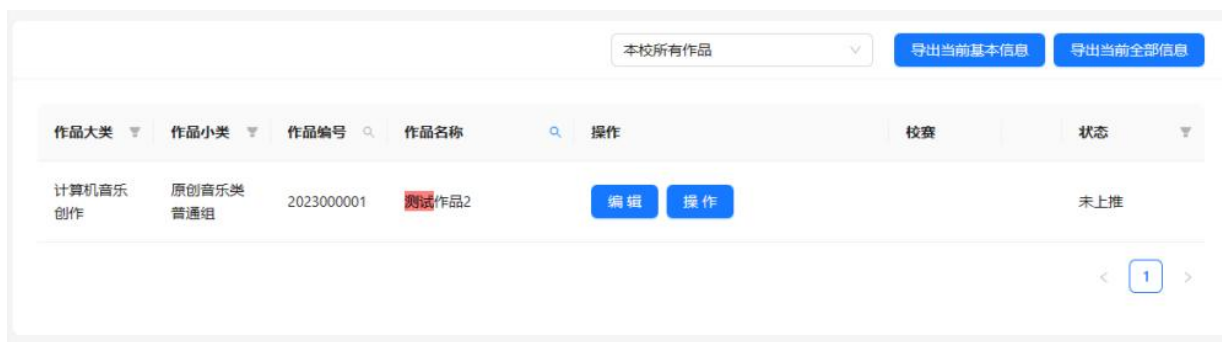 本校所有作品 导出当前基本信息 导出当前全部信息
作品大类 作品小类 作品编号 作品名称 操作 校赛 状态
计算机音乐创作 原创音乐类普通组 2023000001 测试作品2 编辑 操作 未上推
< 1 >